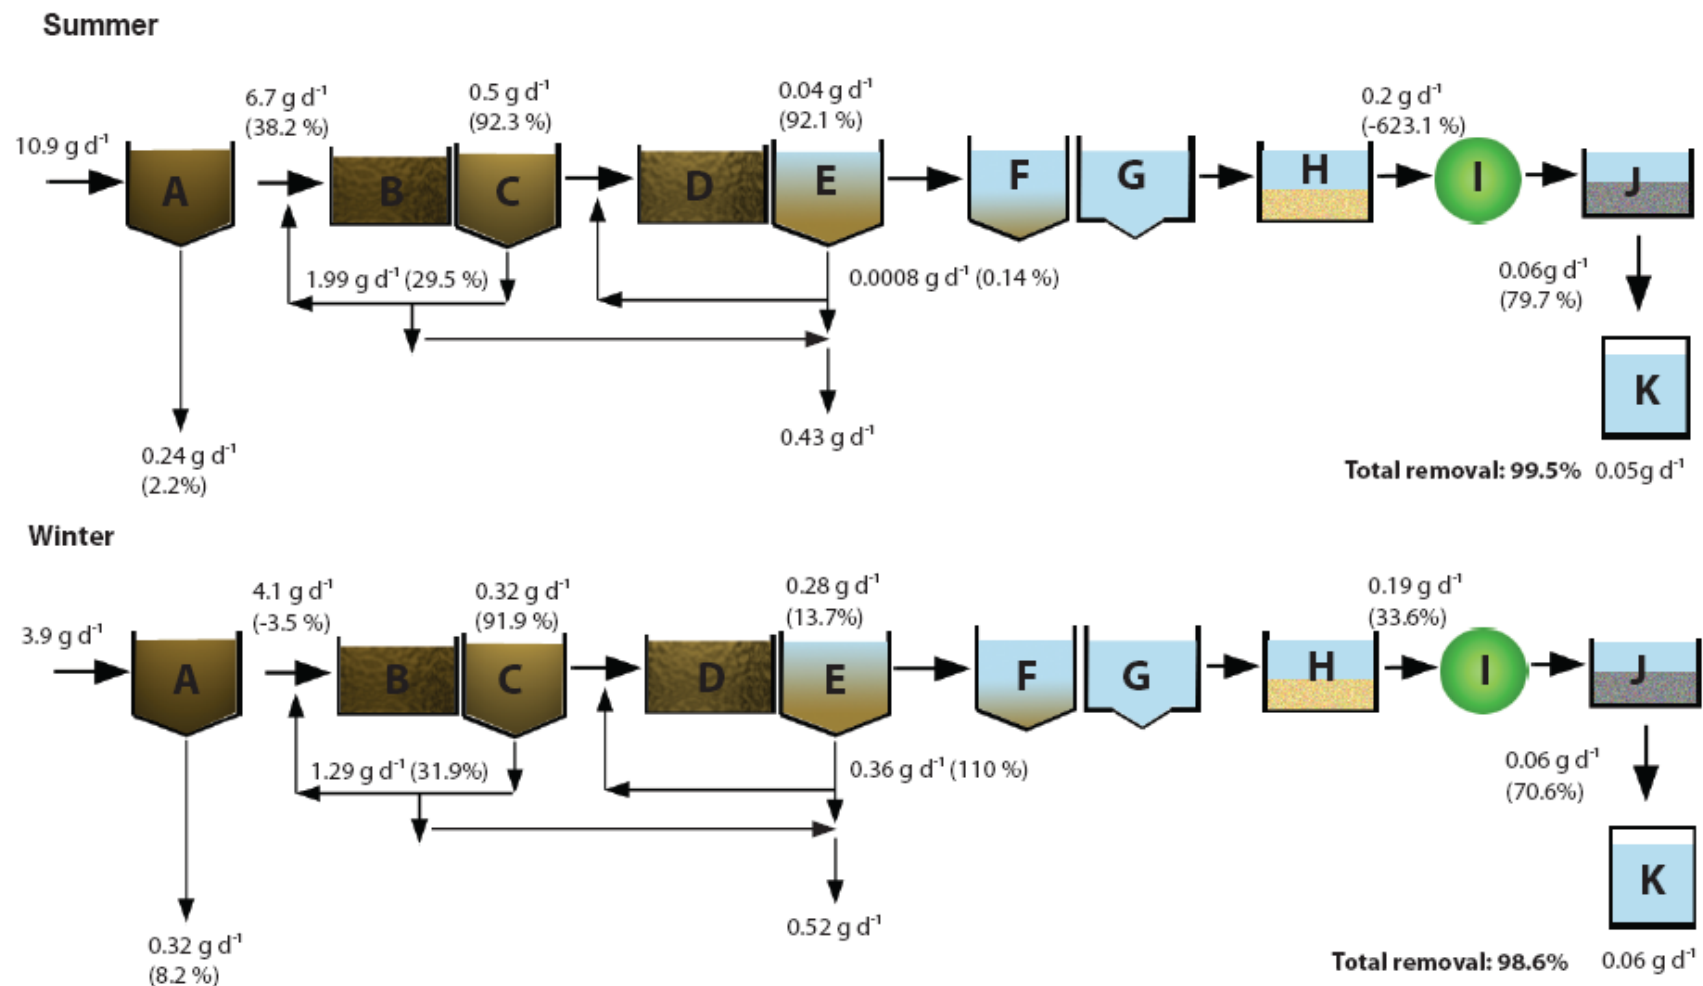 Summer
10.9 g d⁻¹
6.7 g d⁻¹
(38.2 %)
0.5 g d⁻¹
(92.3 %)
0.04 g d⁻¹
(92.1 %)
0.2 g d⁻¹
(-623.1 %)
A
B
C
D
E
F
G
H
I
J
1.99 g d⁻¹ (29.5 %)
0.0008 g d⁻¹ (0.14 %)
0.06g d⁻¹
(79.7 %)
K
0.43 g d⁻¹
0.24 g d⁻¹
(2.2%)
Total removal: 99.5% 0.05g d⁻¹
Winter
3.9 g d⁻¹
4.1 g d⁻¹
(-3.5 %)
0.32 g d⁻¹
(91.9 %)
0.28 g d⁻¹
(13.7%)
0.19 g d⁻¹
(33.6%)
A
B
C
D
E
F
G
H
I
J
1.29 g d⁻¹ (31.9%)
0.36 g d⁻¹ (110 %)
0.06 g d⁻¹
(70.6%)
K
0.52 g d⁻¹
0.32 g d⁻¹
(8.2 %)
Total removal: 98.6% 0.06 g d⁻¹